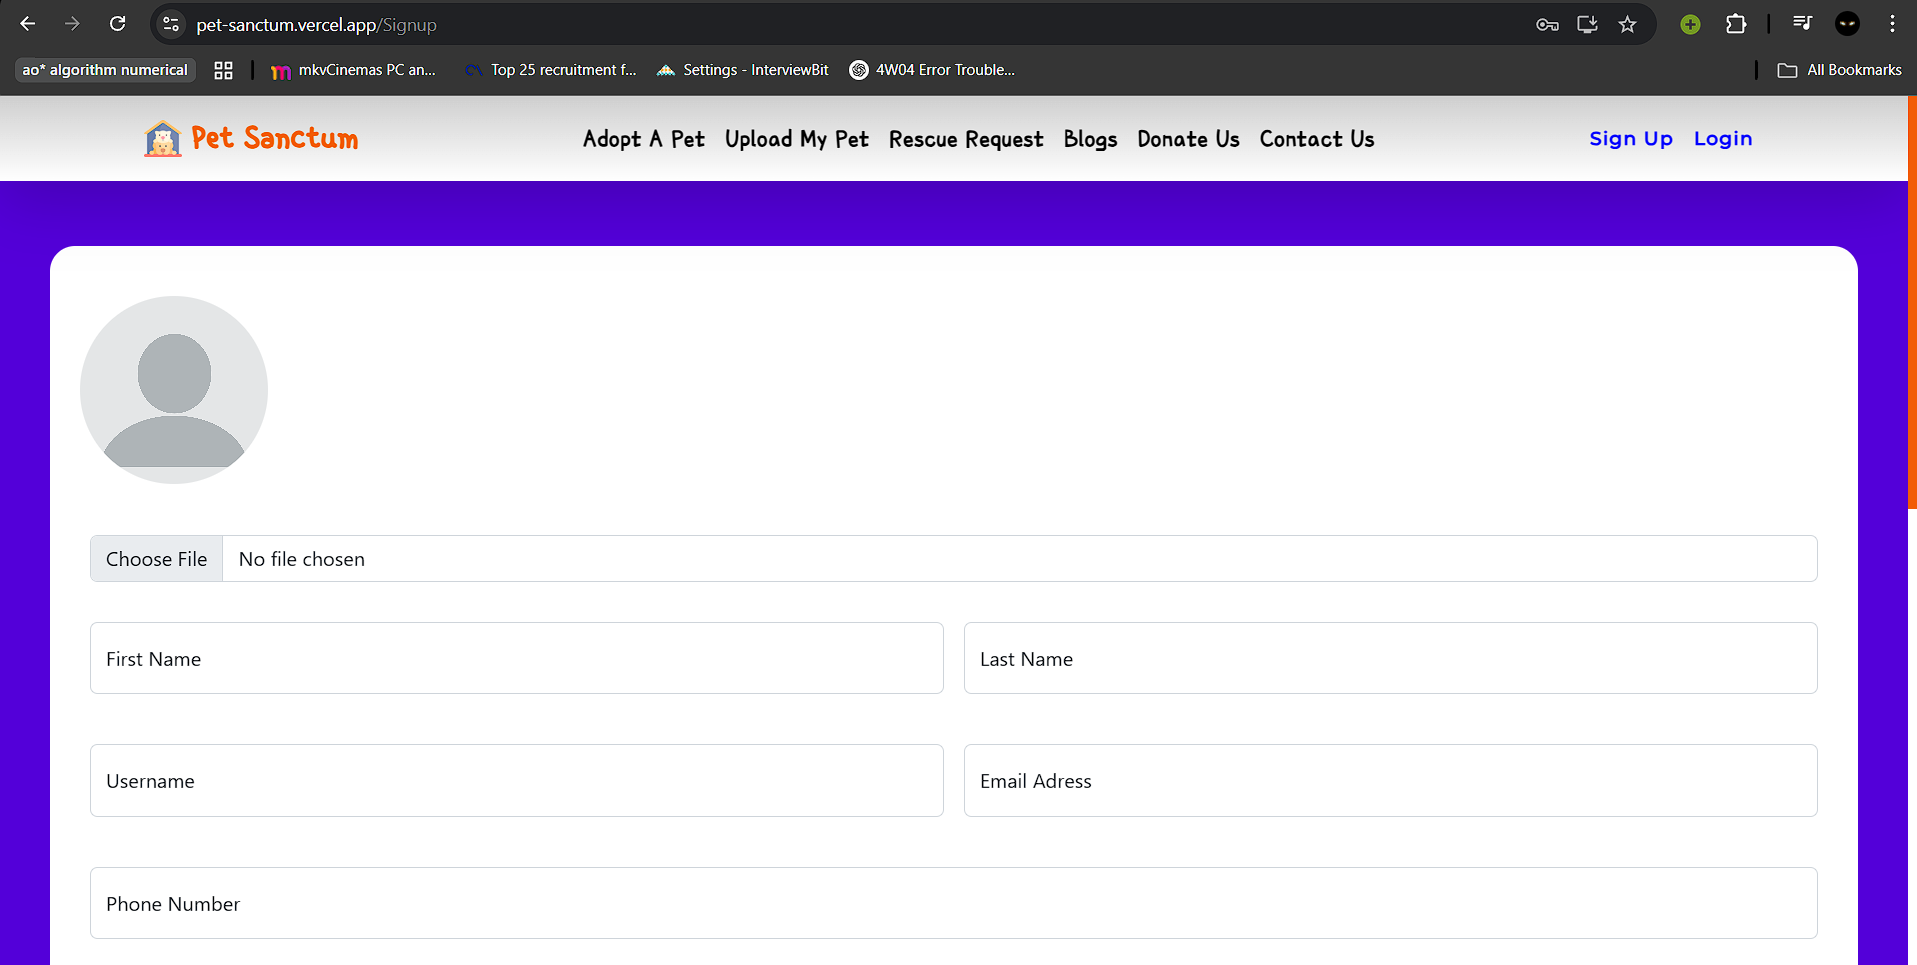 pet-sanctum.vercel.app/Signup
ao* algorithm numerical mkvCinemas PC an... Top 25 recruitment f... Settings - InterviewBit 4W04 Error Trouble... All Bookmarks
Pet Sanctum Adopt A Pet Upload My Pet Rescue Request Blogs Donate Us Contact Us Sign Up Login
Choose File No file chosen
First Name Last Name
Username Email Adress
Phone Number